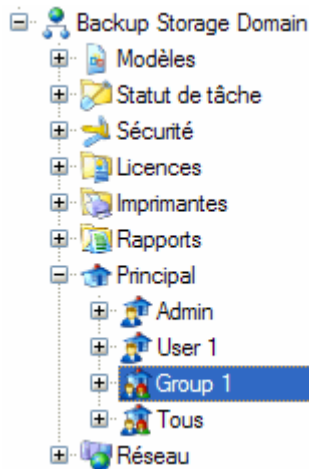 Backup Storage Domain
Modèles
Statut de tâche
Sécurité
Licences
Imprimantes
Rapports
Principal
Admin
User 1
Group 1
Tous
Réseau